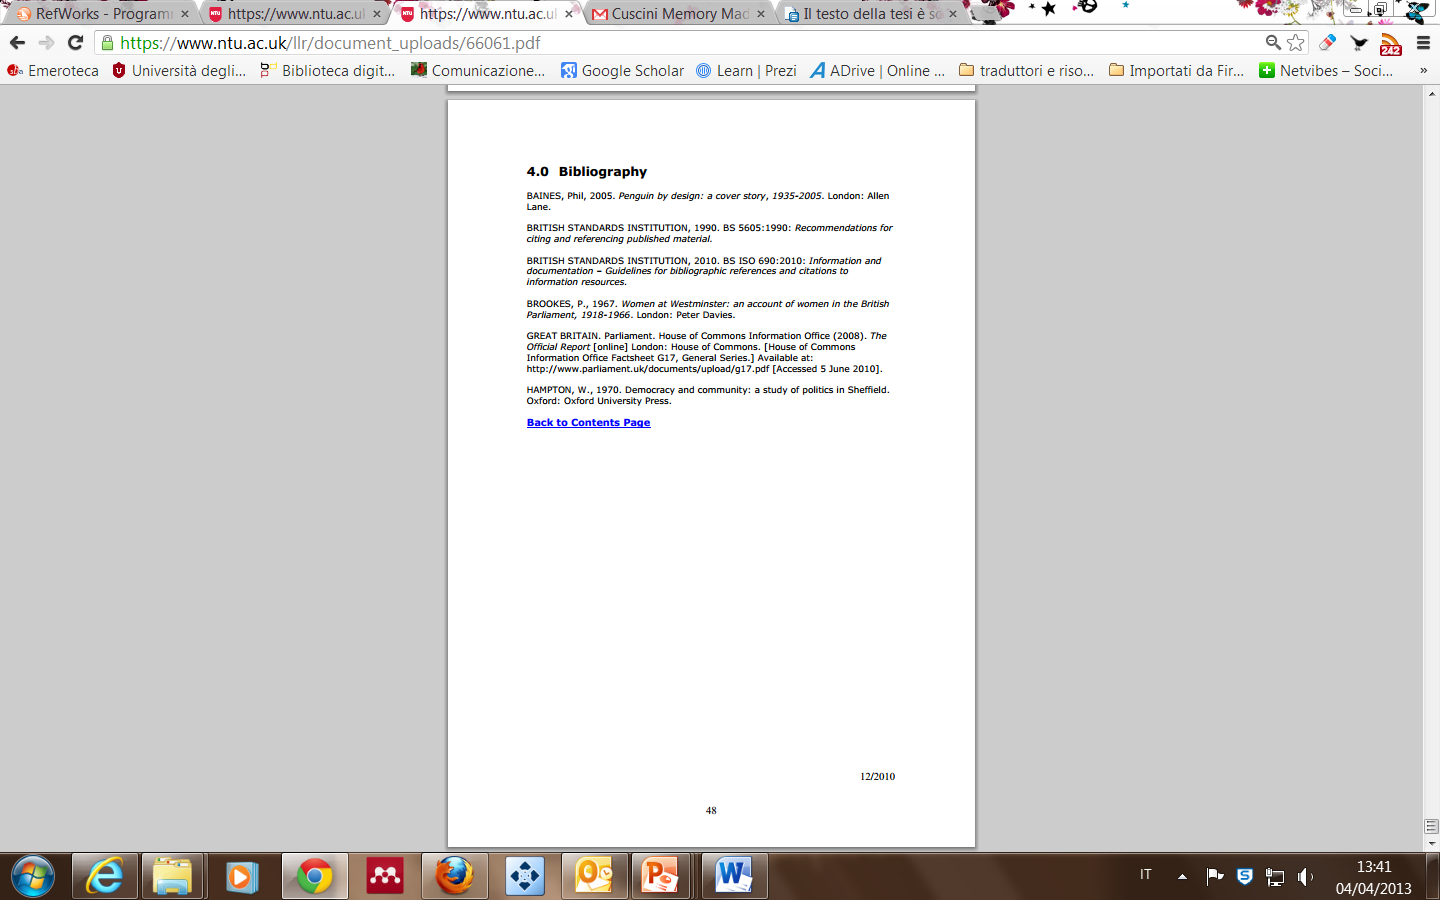 RefWorks - Program
https://www.ntu.ac.ul
https://www.ntu.ac.ul
Cuscini Memory Mad
Il testo della tesi è so
https://www.ntu.ac.uk/llr/document_uploads/66061.pdf
242
Emeroteca
Università degli...
Biblioteca digit...
Comunicazione...
Google Scholar
Learn | Prezi
ADrive | Online ...
traduttori e riso...
Importati da Fir...
Netvibes – Soci...
»
4.0 Bibliography
BAINES, Phil, 2005. Penguin by design: a cover story, 1935-2005. London: Allen
Lane.
BRITISH STANDARDS INSTITUTION, 1990. BS 5605:1990: Recommendations for
citing and referencing published material.
BRITISH STANDARDS INSTITUTION, 2010. BS ISO 690:2010: Information and
documentation – Guidelines for bibliographic references and citations to
information resources.
BROOKES, P., 1967. Women at Westminster: an account of women in the British
Parliament, 1918-1966. London: Peter Davies.
GREAT BRITAIN. Parliament. House of Commons Information Office (2008). The
Official Report [online] London: House of Commons. [House of Commons
Information Office Factsheet G17, General Series.] Available at:
http://www.parliament.uk/documents/upload/g17.pdf [Accessed 5 June 2010].
HAMPTON, W., 1970. Democracy and community: a study of politics in Sheffield.
Oxford: Oxford University Press.
Back to Contents Page
12/2010
48
IT
13:41
04/04/2013